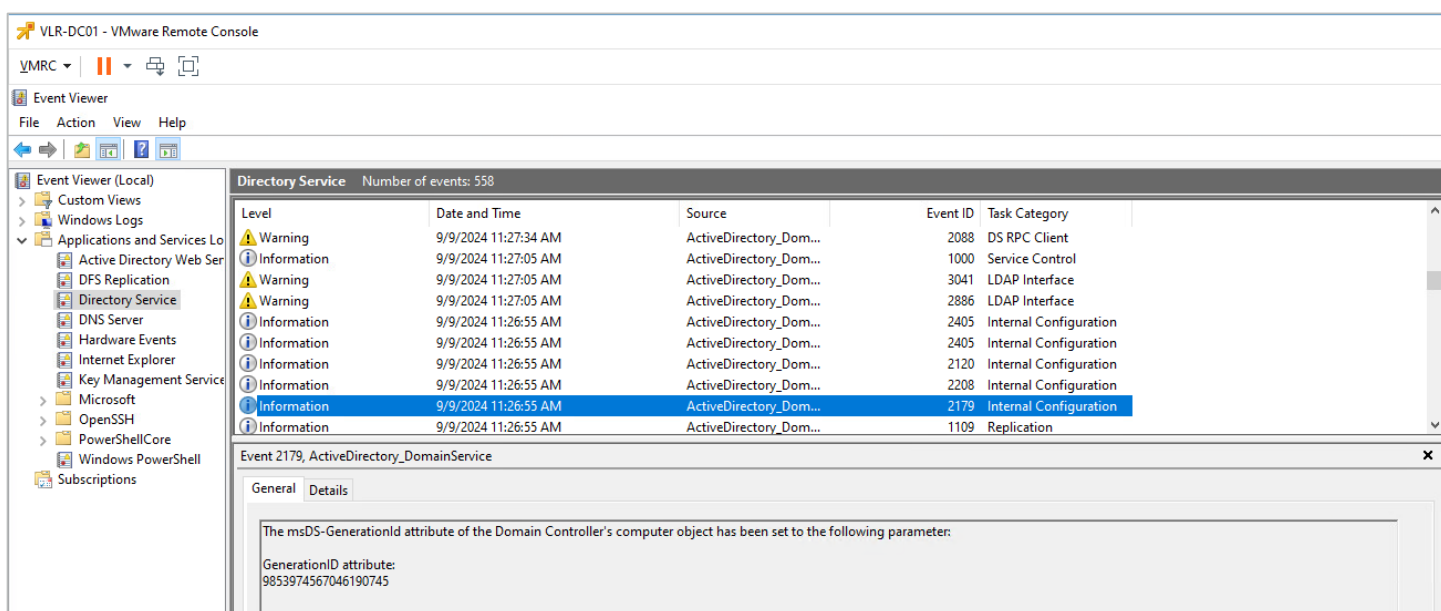 VLR-DC01 - VMware Remote Console
VMRC
Event Viewer
File Action View Help
Event Viewer (Local)
Custom Views
Windows Logs
Applications and Services Lo
Active Directory Web Ser
DFS Replication
Directory Service
DNS Server
Hardware Events
Internet Explorer
Key Management Service
Microsoft
OpenSSH
PowerShellCore
Windows PowerShell
Subscriptions
Directory Service Number of events: 558
Level Date and Time Source Event ID Task Category
Warning 9/9/2024 11:27:34 AM ActiveDirectory_Dom... 2088 DS RPC Client
Information 9/9/2024 11:27:05 AM ActiveDirectory_Dom... 1000 Service Control
Warning 9/9/2024 11:27:05 AM ActiveDirectory_Dom... 3041 LDAP Interface
Warning 9/9/2024 11:27:05 AM ActiveDirectory_Dom... 2886 LDAP Interface
Information 9/9/2024 11:26:55 AM ActiveDirectory_Dom... 2405 Internal Configuration
Information 9/9/2024 11:26:55 AM ActiveDirectory_Dom... 2405 Internal Configuration
Information 9/9/2024 11:26:55 AM ActiveDirectory_Dom... 2120 Internal Configuration
Information 9/9/2024 11:26:55 AM ActiveDirectory_Dom... 2208 Internal Configuration
Information 9/9/2024 11:26:55 AM ActiveDirectory_Dom... 2179 Internal Configuration
Information 9/9/2024 11:26:55 AM ActiveDirectory_Dom... 1109 Replication
Event 2179, ActiveDirectory_DomainService
General Details
The msDS-GenerationId attribute of the Domain Controller's computer object has been set to the following parameter:
GenerationID attribute:
9853974567046190745